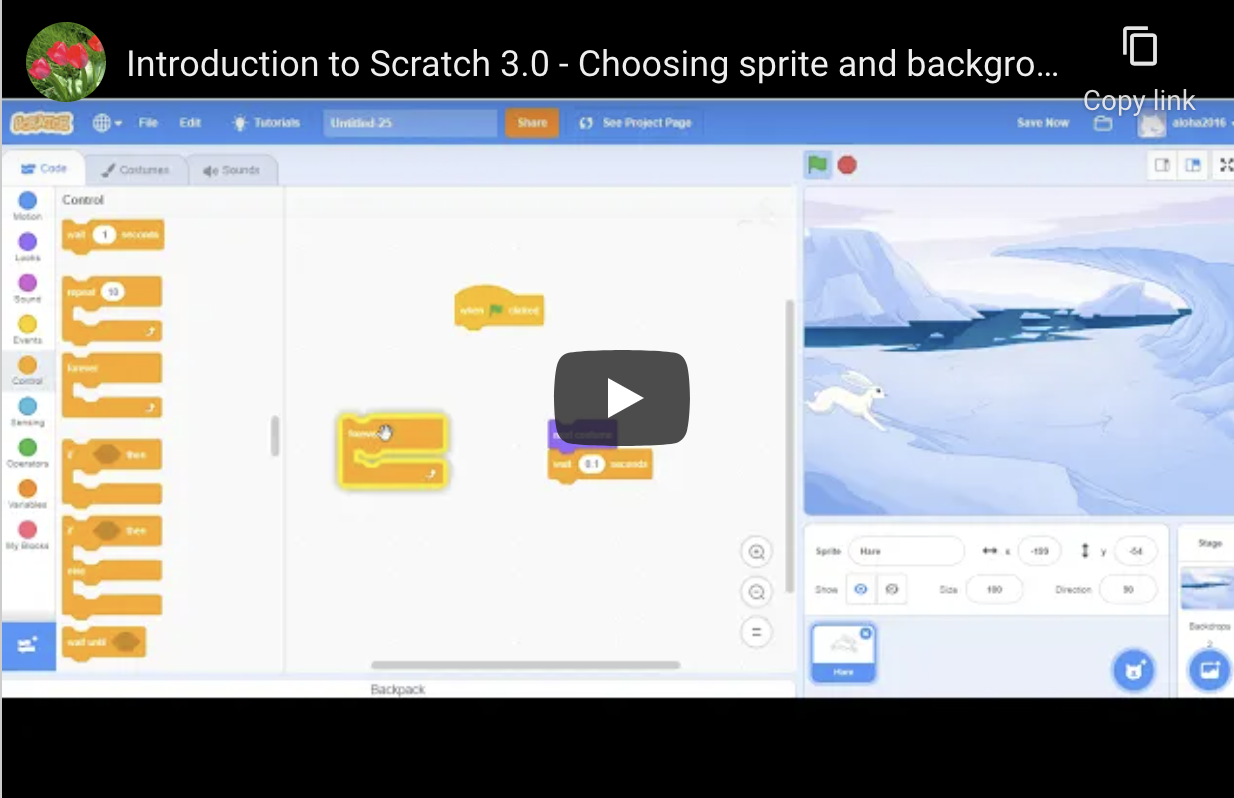 Introduction to Scratch 3.0 - Choosing sprite and backgro...
Copy link
SCRATCH
File Edit Tutorials Untitled-25 Share See Project Page Save Now aloha2016
Code Costumes Sounds
Motion
Looks
Sound
Events
Control
Sensing
Operators
Variables
My Blocks
Control
wait 1 seconds
repeat 10
forever
if then
if then
else
wait until
when clicked
forever
next costume
wait 0.1 seconds
Backpack
Sprite Hare x -199 y -54
Show Size 100 Direction 90
Hare
Stage
Backdrops
2